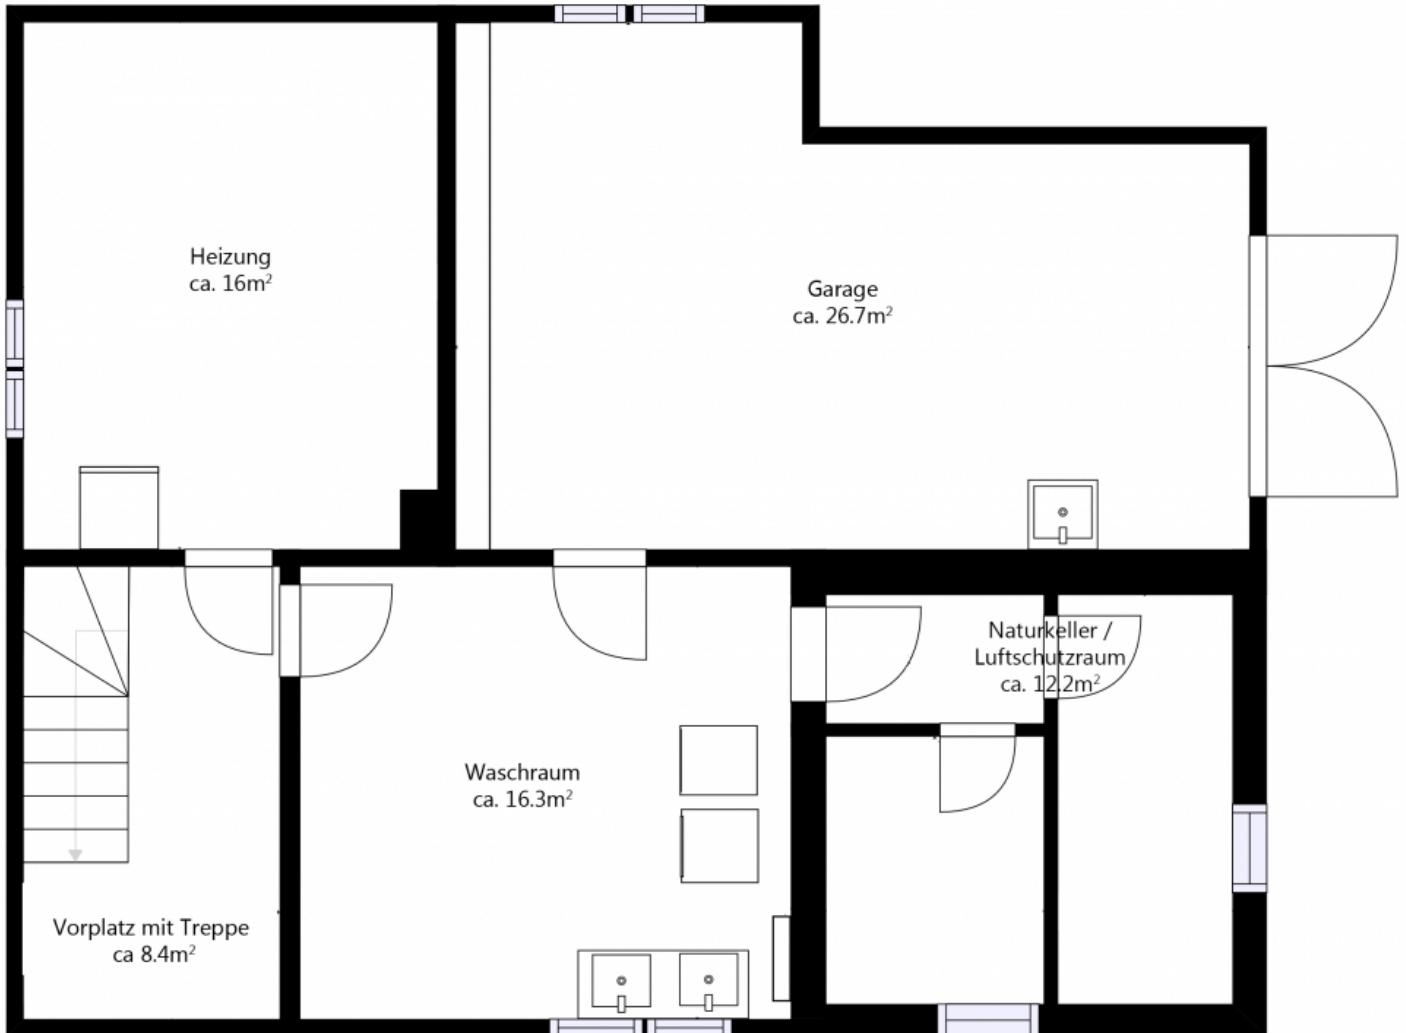 Heizung
ca. 16m²
Garage
ca. 26.7m²
Naturkeller /
Luftschutzraum
ca. 12.2m²
Waschraum
ca. 16.3m²
Vorplatz mit Treppe
ca 8.4m²